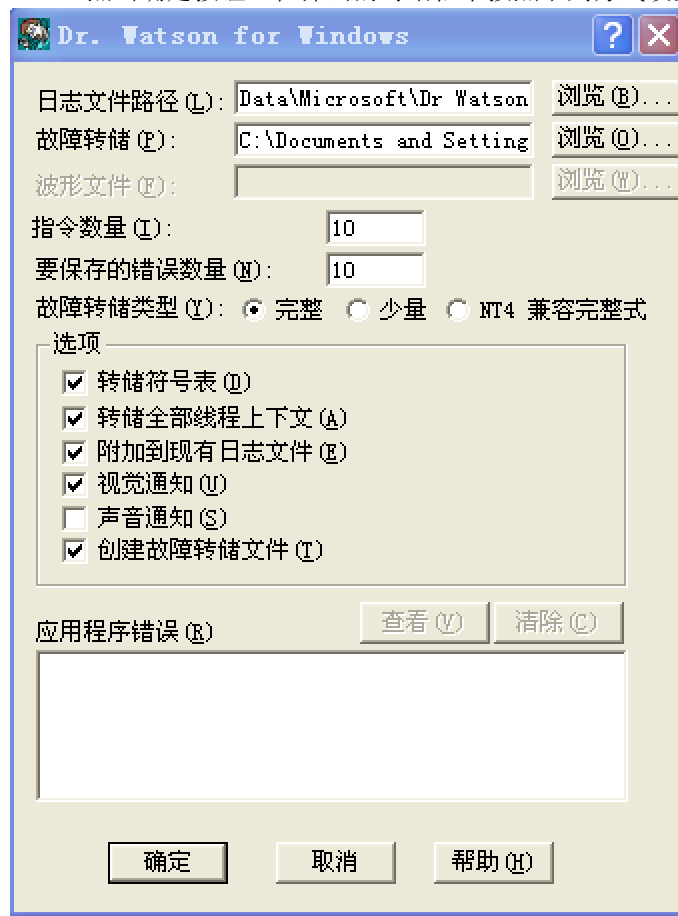 Dr. Watson for Windows
日志文件路径(L): Data\Microsoft\Dr Watson 浏览(B)...
故障转储(P): C:\Documents and Setting 浏览(O)...
波形文件(F): 浏览(W)...
指令数量(I): 10
要保存的错误数量(N): 10
故障转储类型(Y): 完整 少量 NT4 兼容完整式
选项
转储符号表(D)
转储全部线程上下文(A)
附加到现有日志文件(E)
视觉通知(U)
声音通知(S)
创建故障转储文件(T)
应用程序错误(R) 查看(V) 清除(C)
确定 取消 帮助(H)